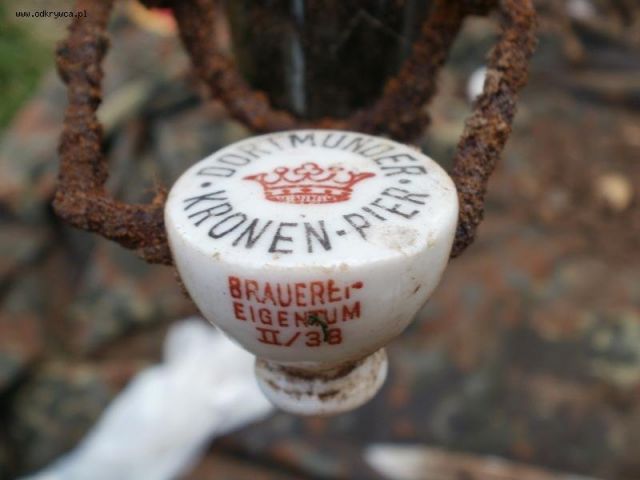 www.odkrywca.pl
· DORTMUNDER ·
KRONEN-BIER
BRAUEREI-
EIGENTUM
II/38